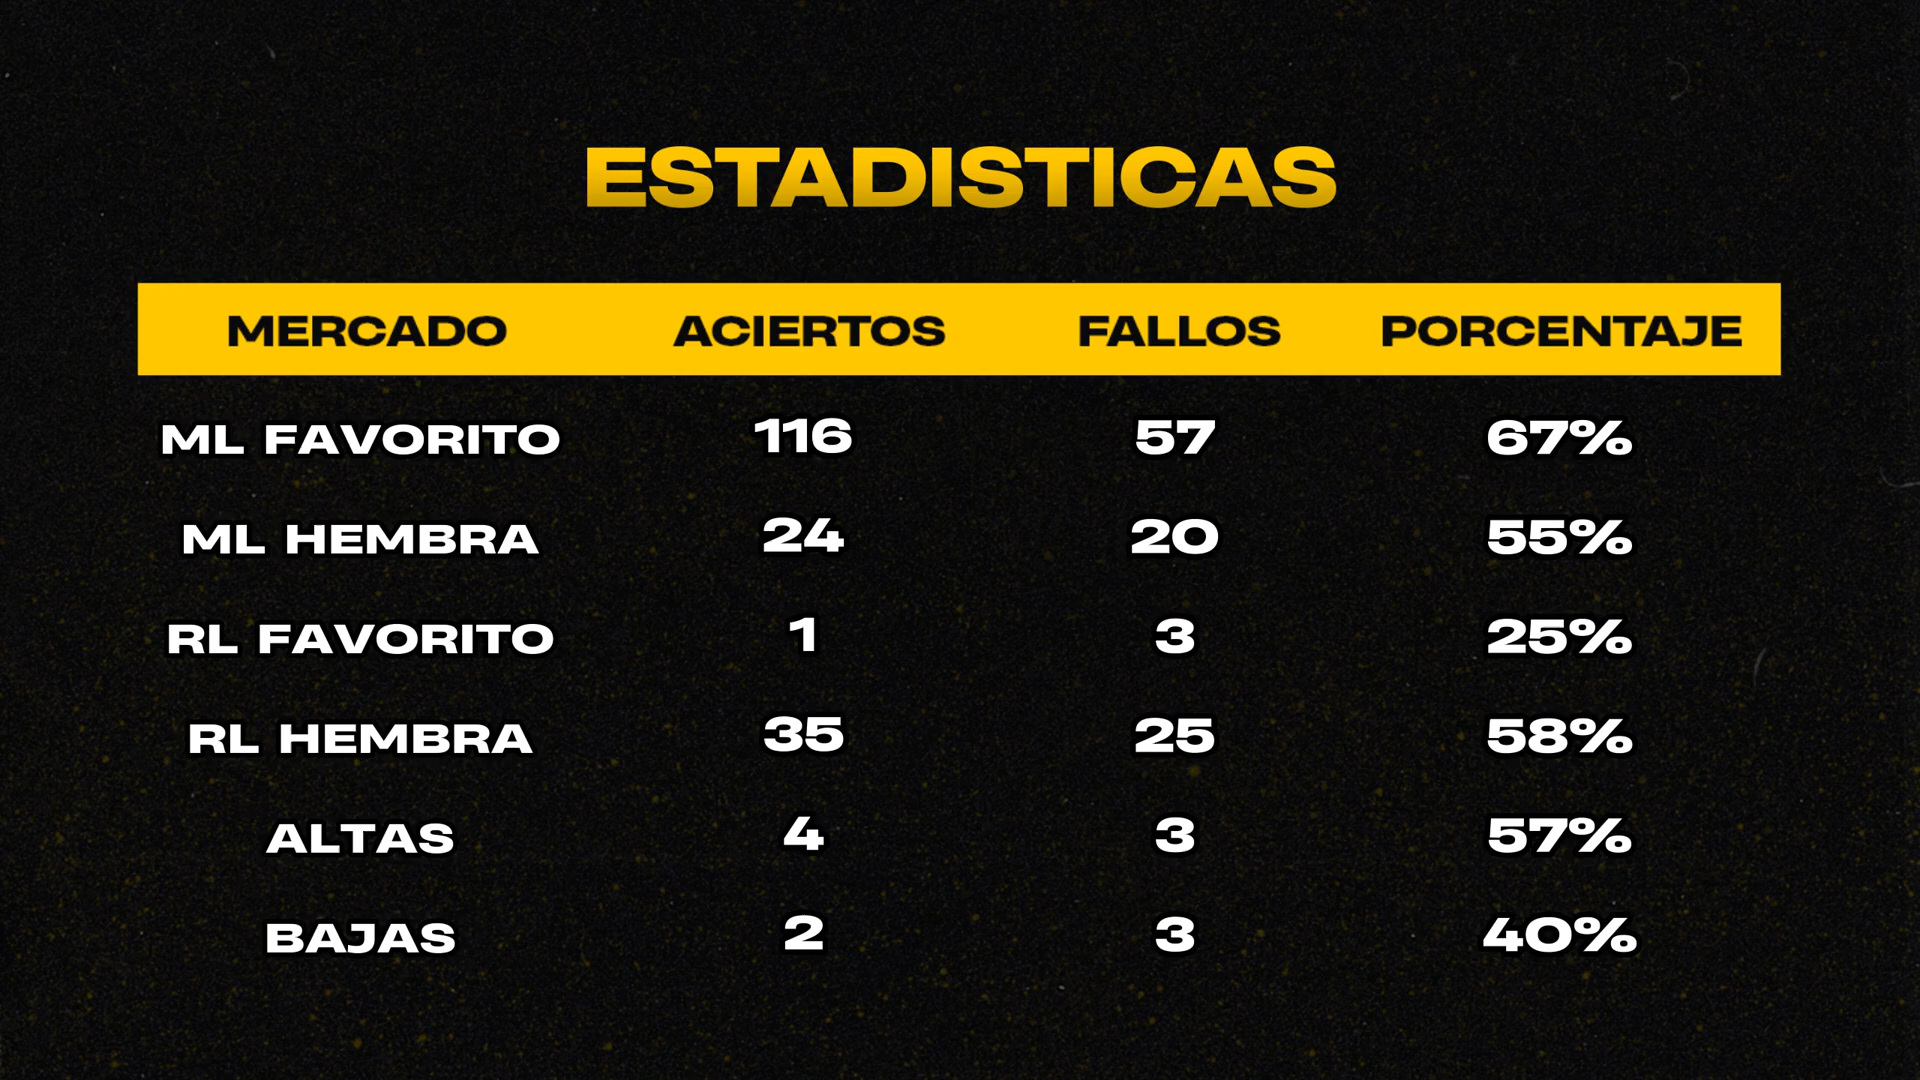 ESTADISTICAS
MERCADO ACIERTOS FALLOS PORCENTAJE
ML FAVORITO 116 57 67%
ML HEMBRA 24 20 55%
RL FAVORITO 1 3 25%
RL HEMBRA 35 25 58%
ALTAS 4 3 57%
BAJAS 2 3 40%